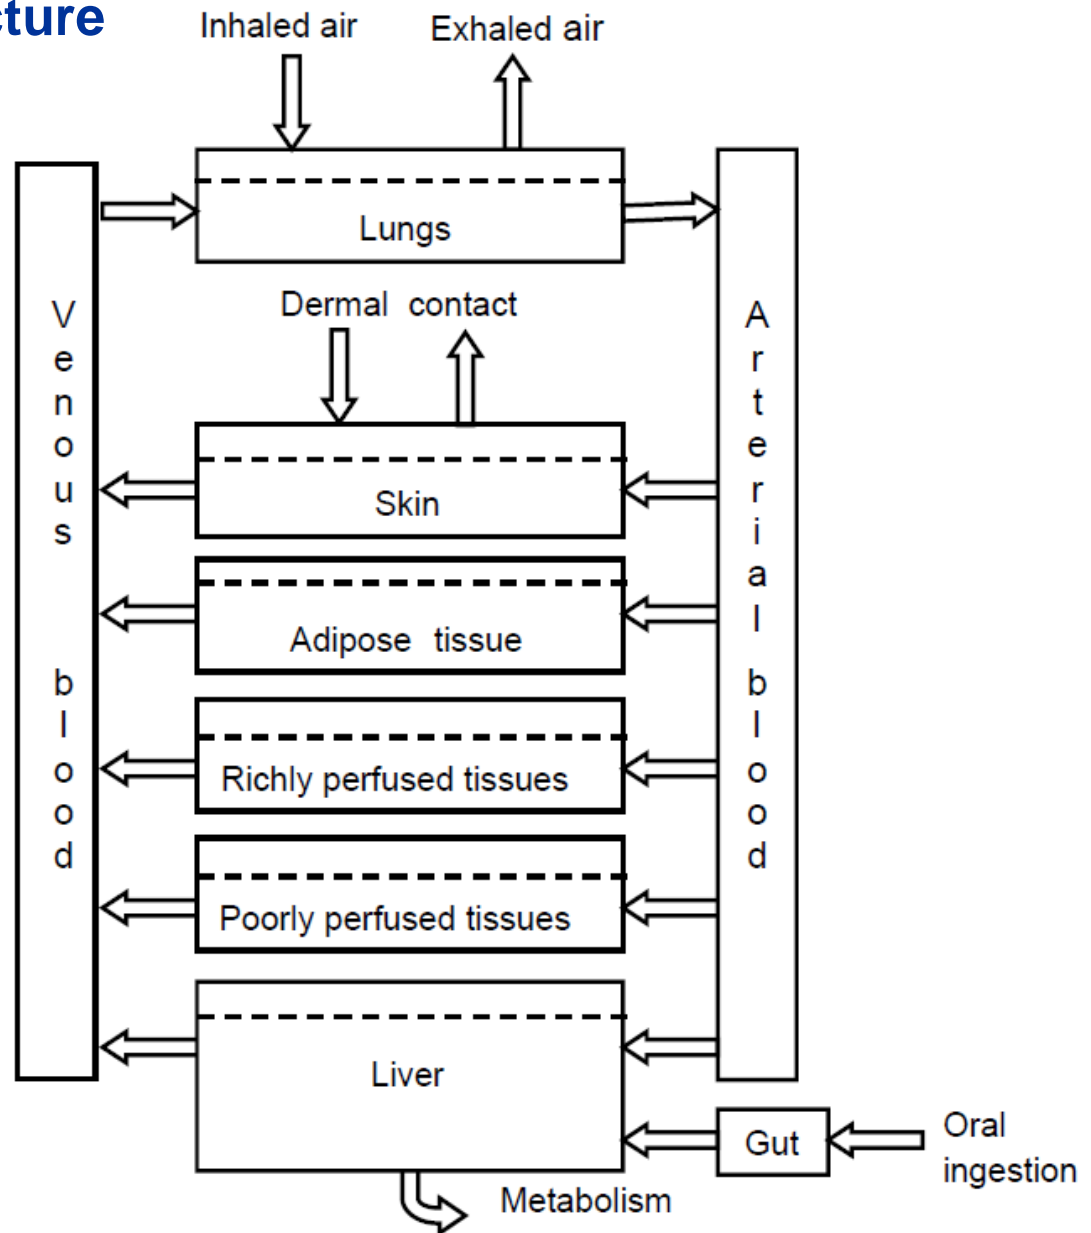 cture
Inhaled air
Exhaled air
Lungs
Dermal contact
Venous blood
Arterial blood
Skin
Adipose tissue
Richly perfused tissues
Poorly perfused tissues
Liver
Gut
Oral
ingestion
Metabolism